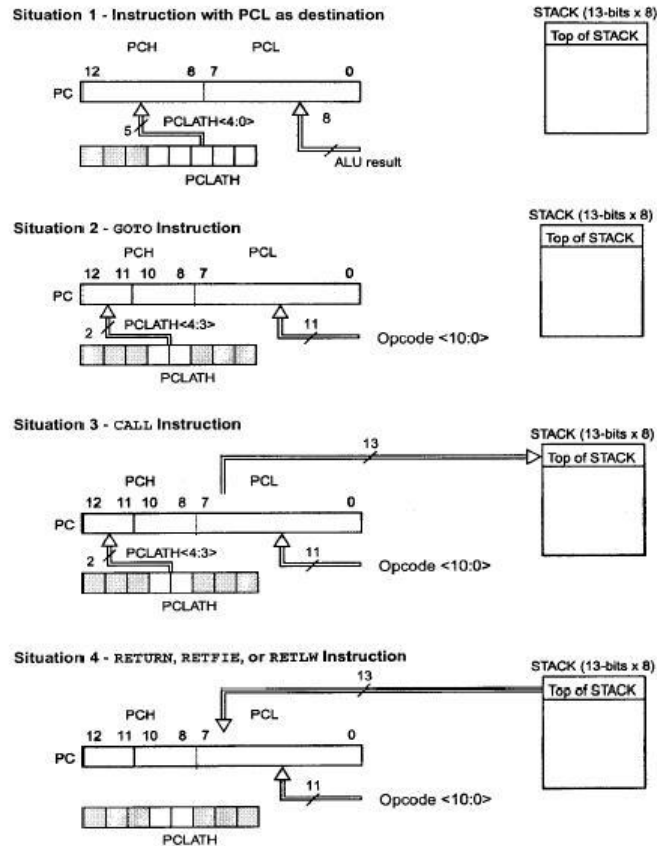 Situation 1 - Instruction with PCL as destination
STACK (13-bits x 8)
Top of STACK
PCH
PCL
12
8
7
0
PC
5
PCLATH<4:0>
8
ALU result
PCLATH
Situation 2 - GOTO Instruction
STACK (13-bits x 8)
Top of STACK
PCH
PCL
12
11
10
8
7
0
PC
2
PCLATH<4:3>
11
Opcode <10:0>
PCLATH
Situation 3 - CALL Instruction
STACK (13-bits x 8)
13
Top of STACK
PCH
PCL
12
11
10
8
7
0
PC
2
PCLATH<4:3>
11
Opcode <10:0>
PCLATH
Situation 4 - RETURN, RETFIE, or RETLW Instruction
STACK (13-bits x 8)
13
Top of STACK
PCH
PCL
12
11
10
8
7
0
PC
11
Opcode <10:0>
PCLATH